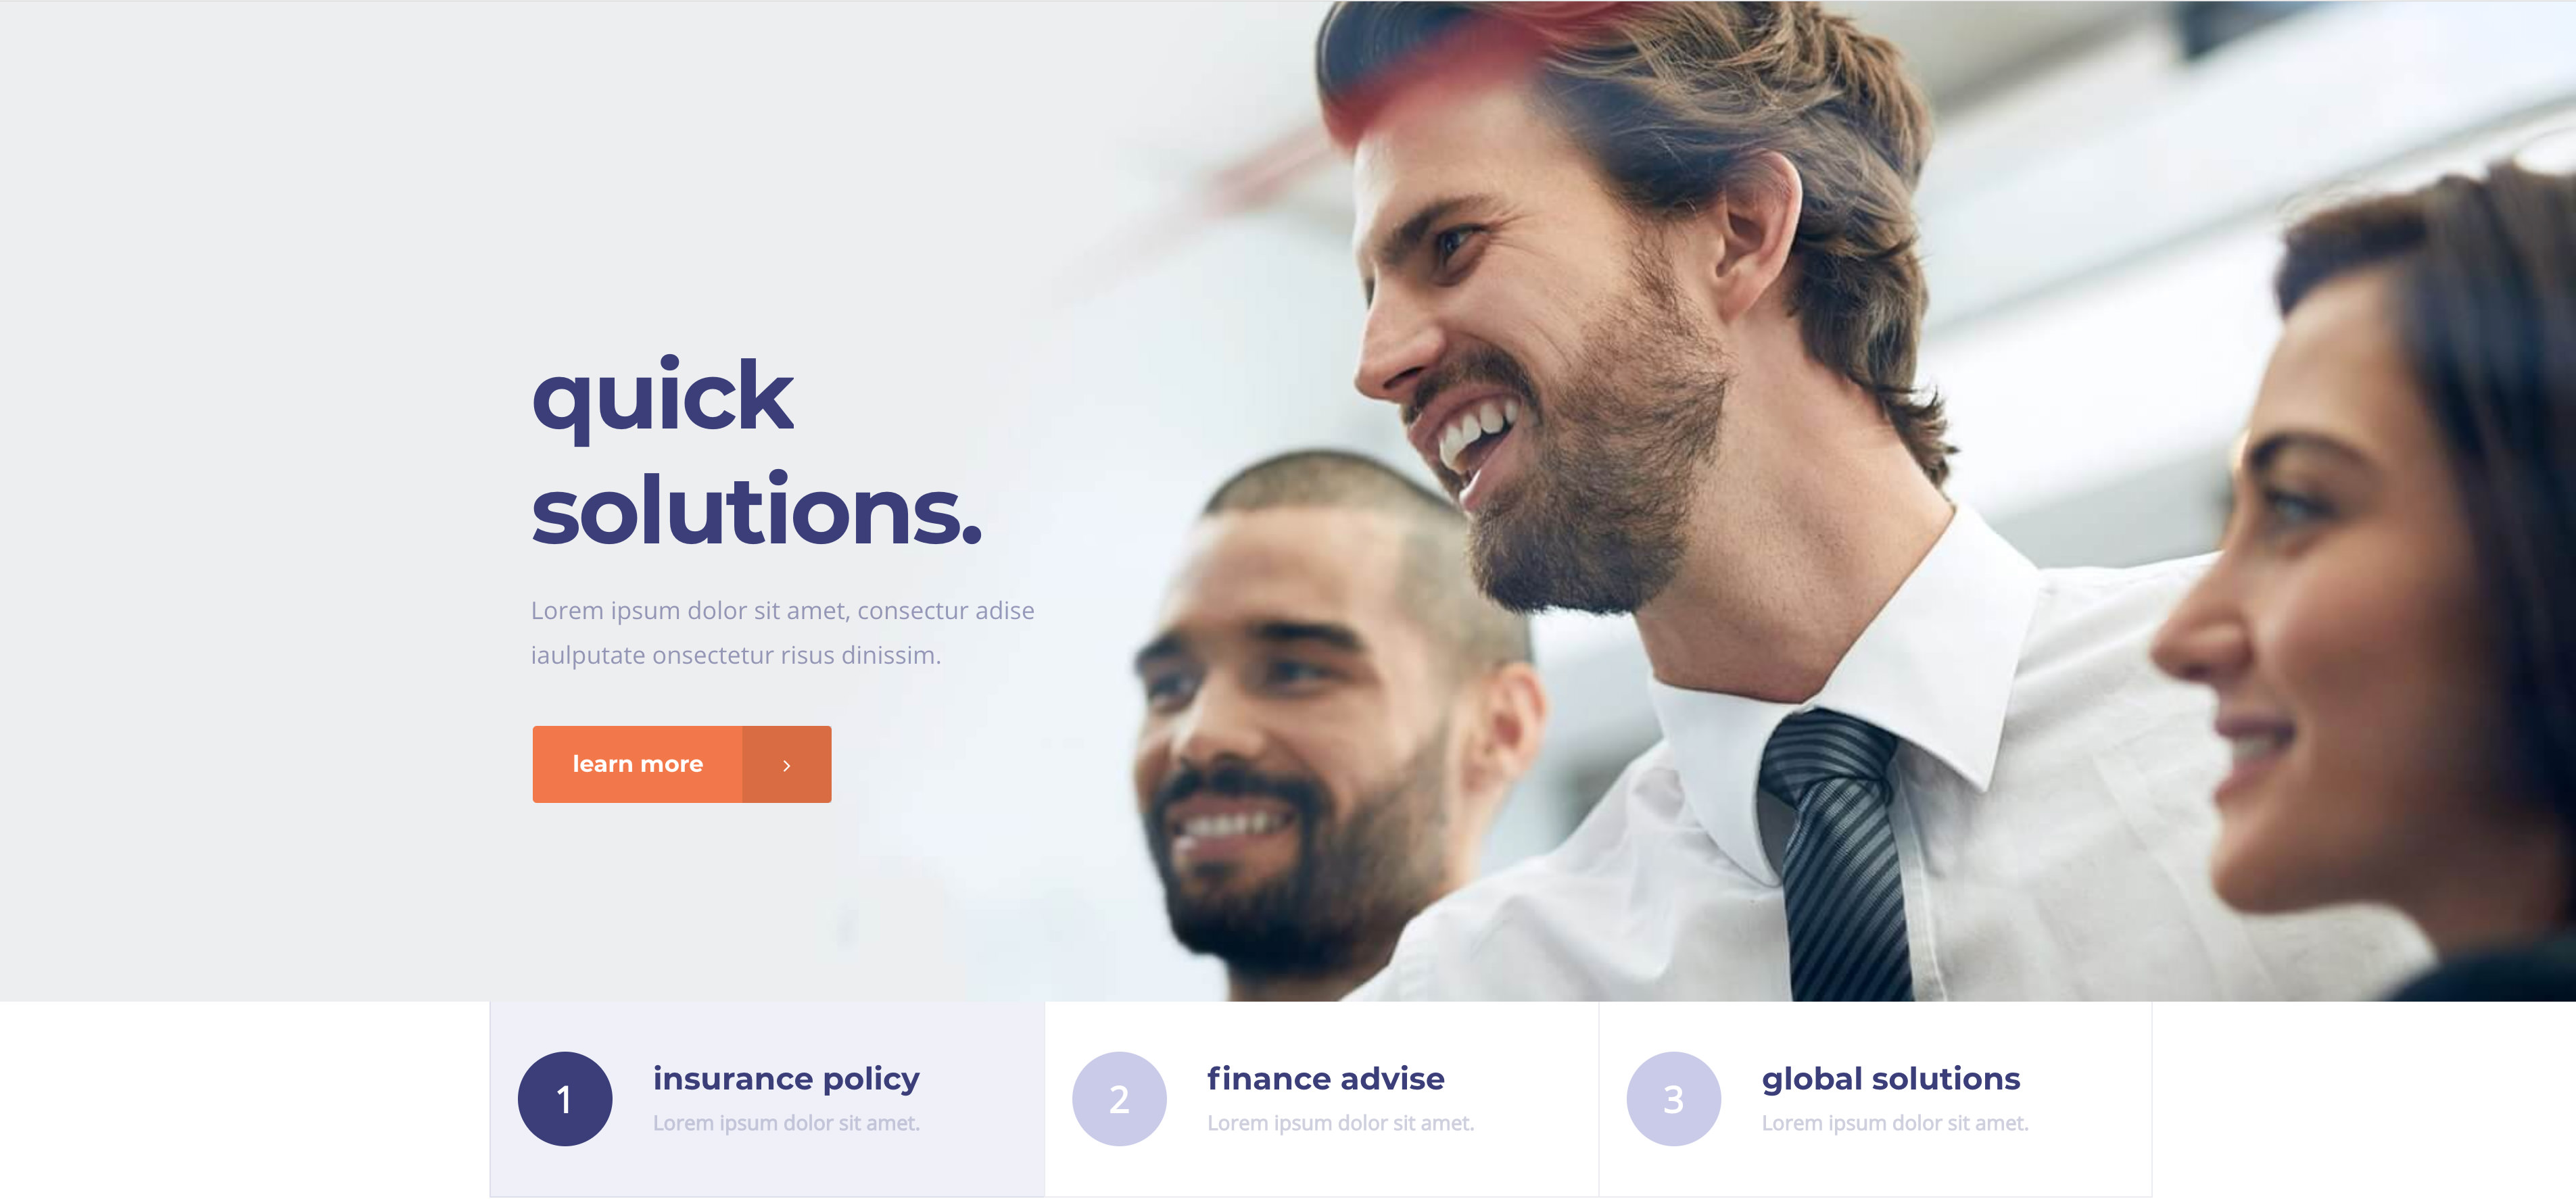 quick
solutions.
Lorem ipsum dolor sit amet, consectur adise
iaulputate onsectetur risus dinissim.
learn more
1
insurance policy
Lorem ipsum dolor sit amet.
2
finance advise
Lorem ipsum dolor sit amet.
3
global solutions
Lorem ipsum dolor sit amet.